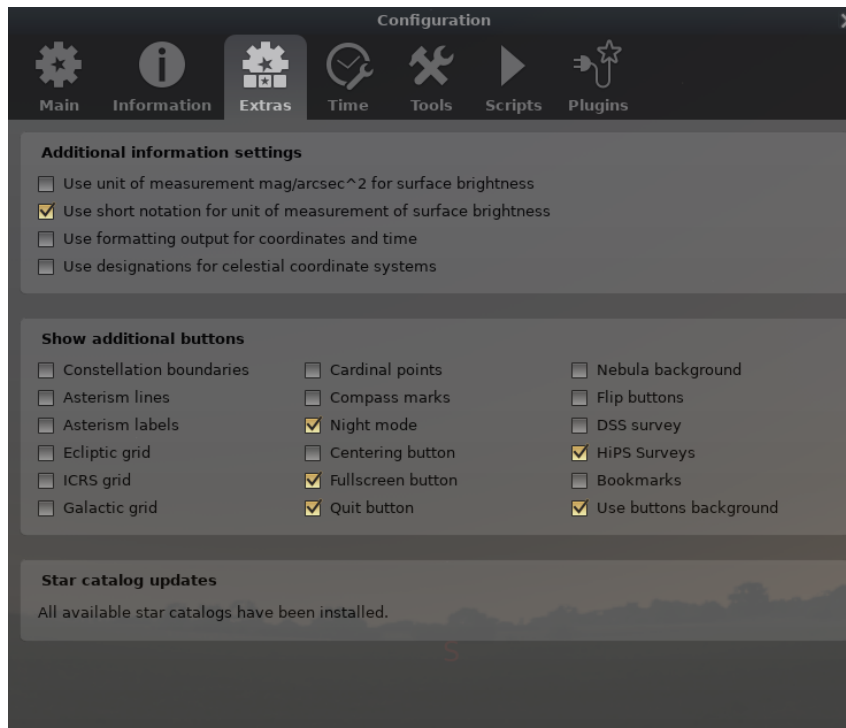 Configuration
Main Information Extras Time Tools Scripts Plugins
Additional information settings
Use unit of measurement mag/arcsec^2 for surface brightness
Use short notation for unit of measurement of surface brightness
Use formatting output for coordinates and time
Use designations for celestial coordinate systems
Show additional buttons
Constellation boundaries Cardinal points Nebula background
Asterism lines Compass marks Flip buttons
Asterism labels Night mode DSS survey
Ecliptic grid Centering button HiPS Surveys
ICRS grid Fullscreen button Bookmarks
Galactic grid Quit button Use buttons background
Star catalog updates
All available star catalogs have been installed.
S